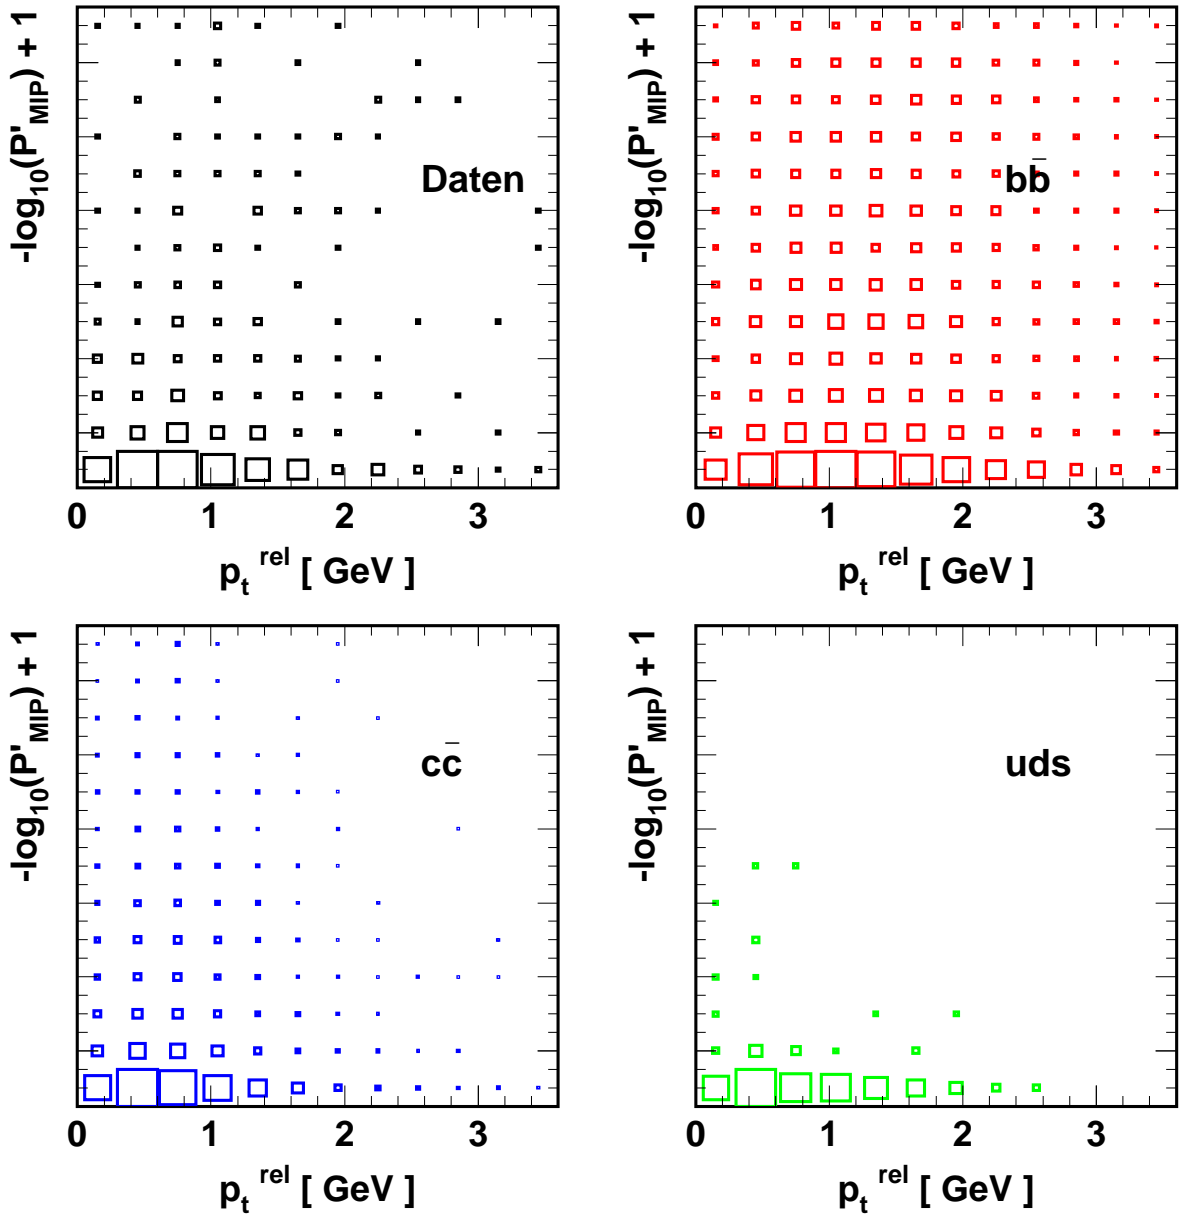 -log₁₀(P'MIP) + 1
Daten
0 1 2 3
pₜ ʳᵉˡ [ GeV ]
-log₁₀(P'MIP) + 1
bb̄
0 1 2 3
pₜ ʳᵉˡ [ GeV ]
-log₁₀(P'MIP) + 1
cc̄
0 1 2 3
pₜ ʳᵉˡ [ GeV ]
-log₁₀(P'MIP) + 1
uds
0 1 2 3
pₜ ʳᵉˡ [ GeV ]